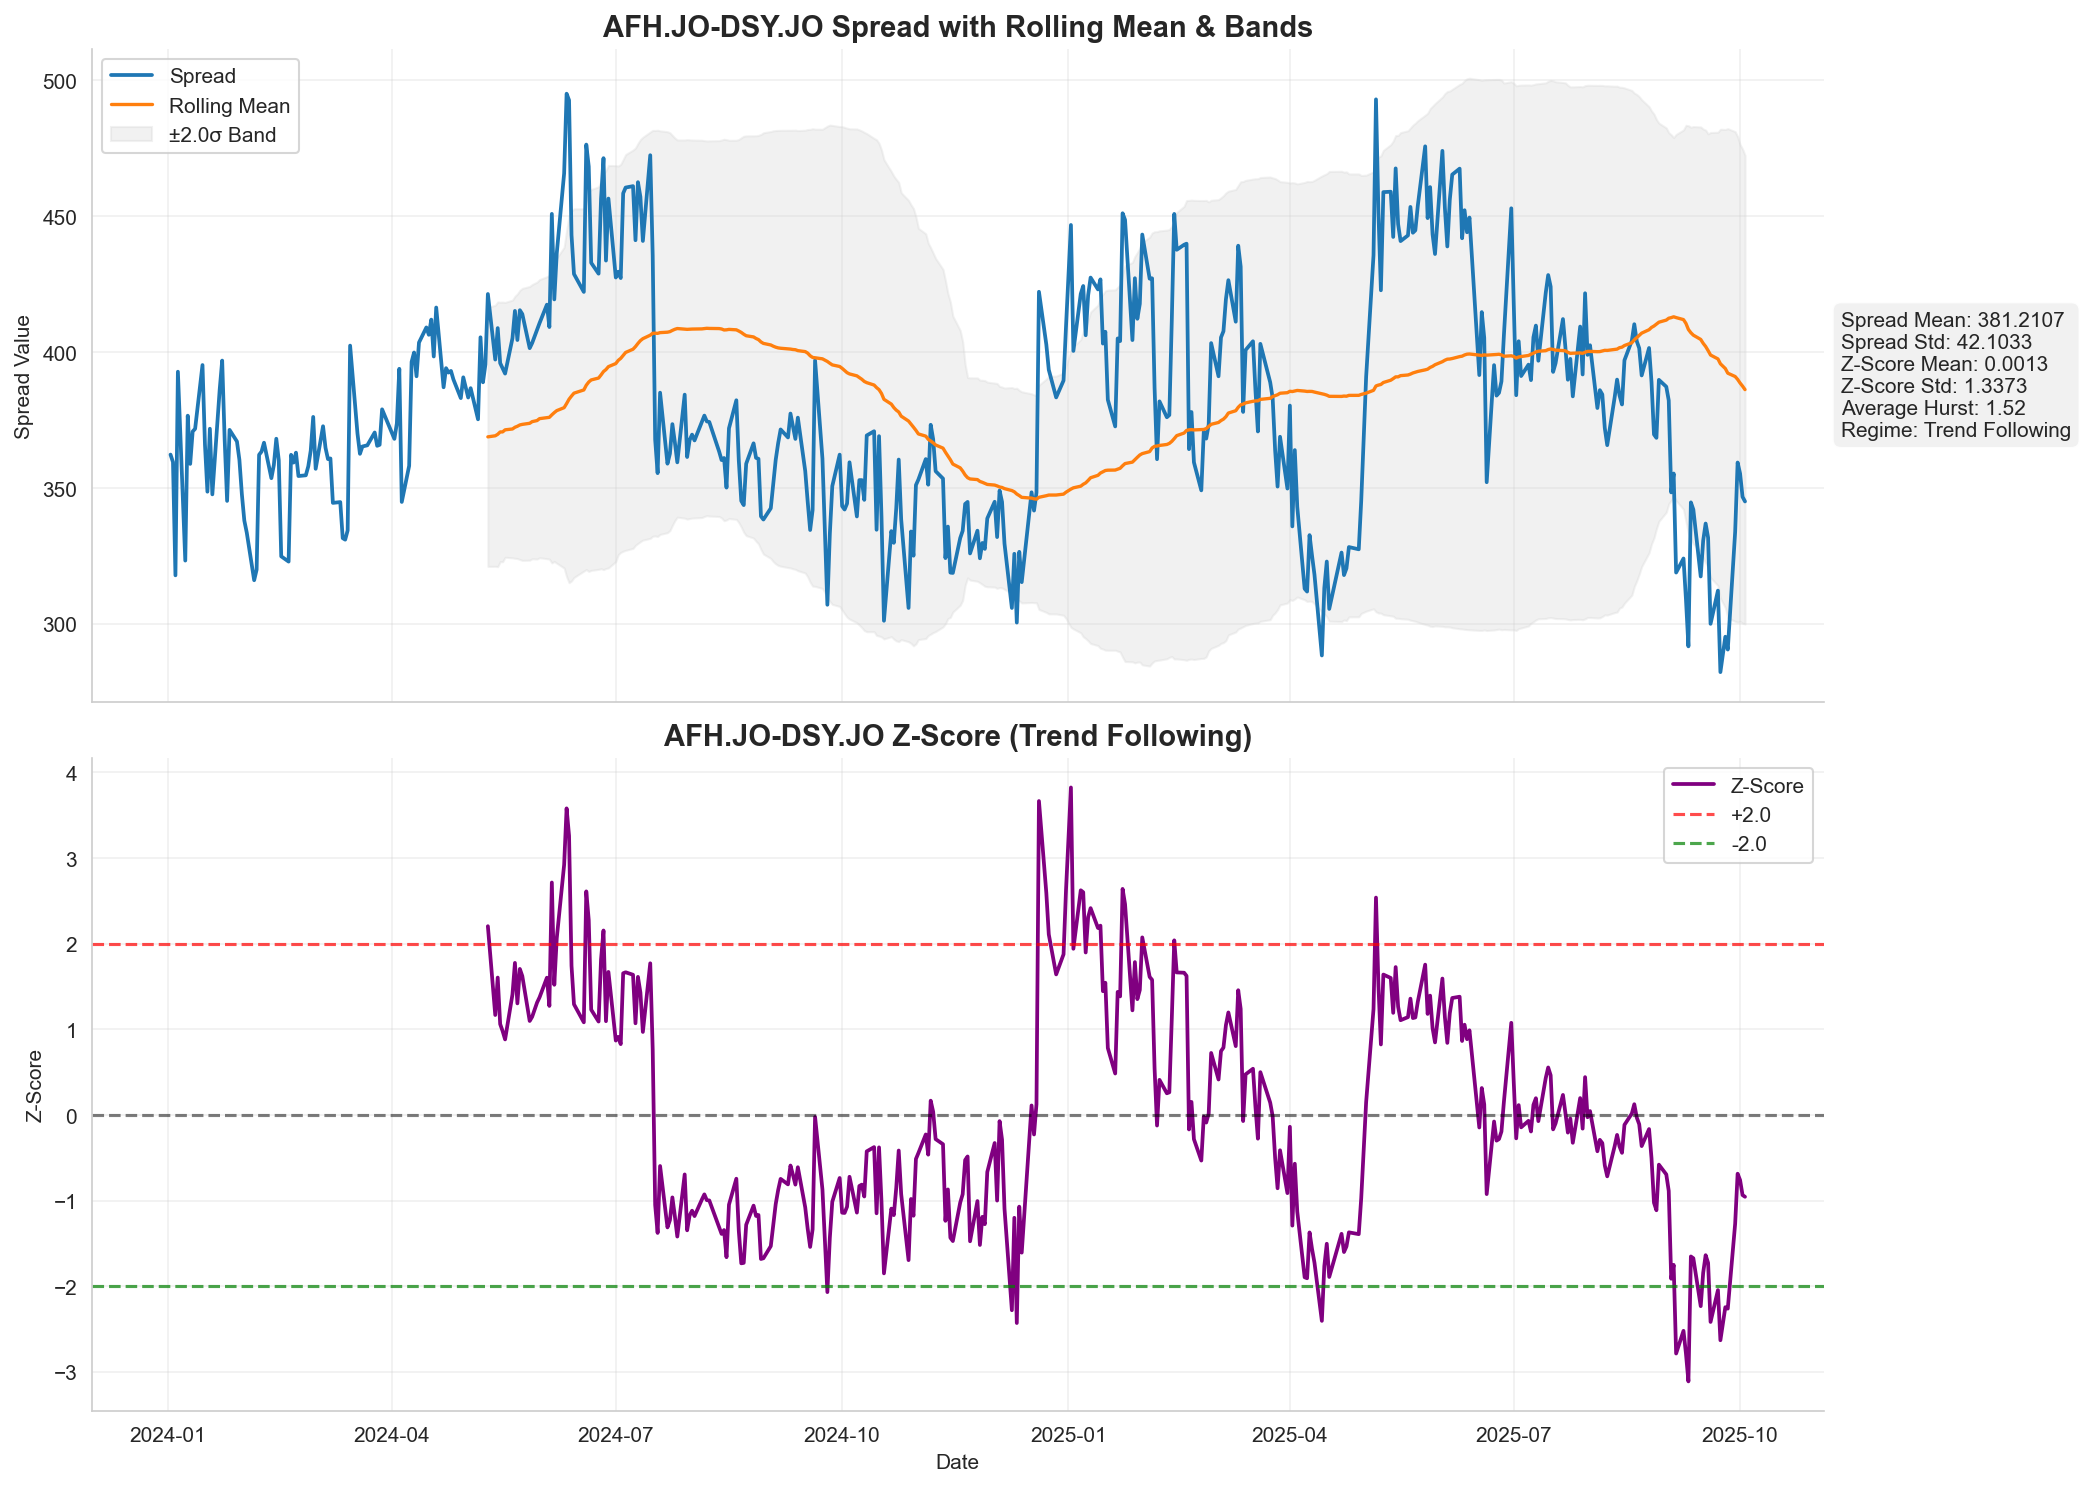 AFH.JO-DSY.JO Spread with Rolling Mean & Bands
Spread
Rolling Mean
±2.0σ Band
500
450
400
350
300
Spread Value
Spread Mean: 381.2107
Spread Std: 42.1033
Z-Score Mean: 0.0013
Z-Score Std: 1.3373
Average Hurst: 1.52
Regime: Trend Following
AFH.JO-DSY.JO Z-Score (Trend Following)
Z-Score
+2.0
-2.0
4
3
2
1
0
−1
−2
−3
Z-Score
2024-01
2024-04
2024-07
2024-10
2025-01
2025-04
2025-07
2025-10
Date